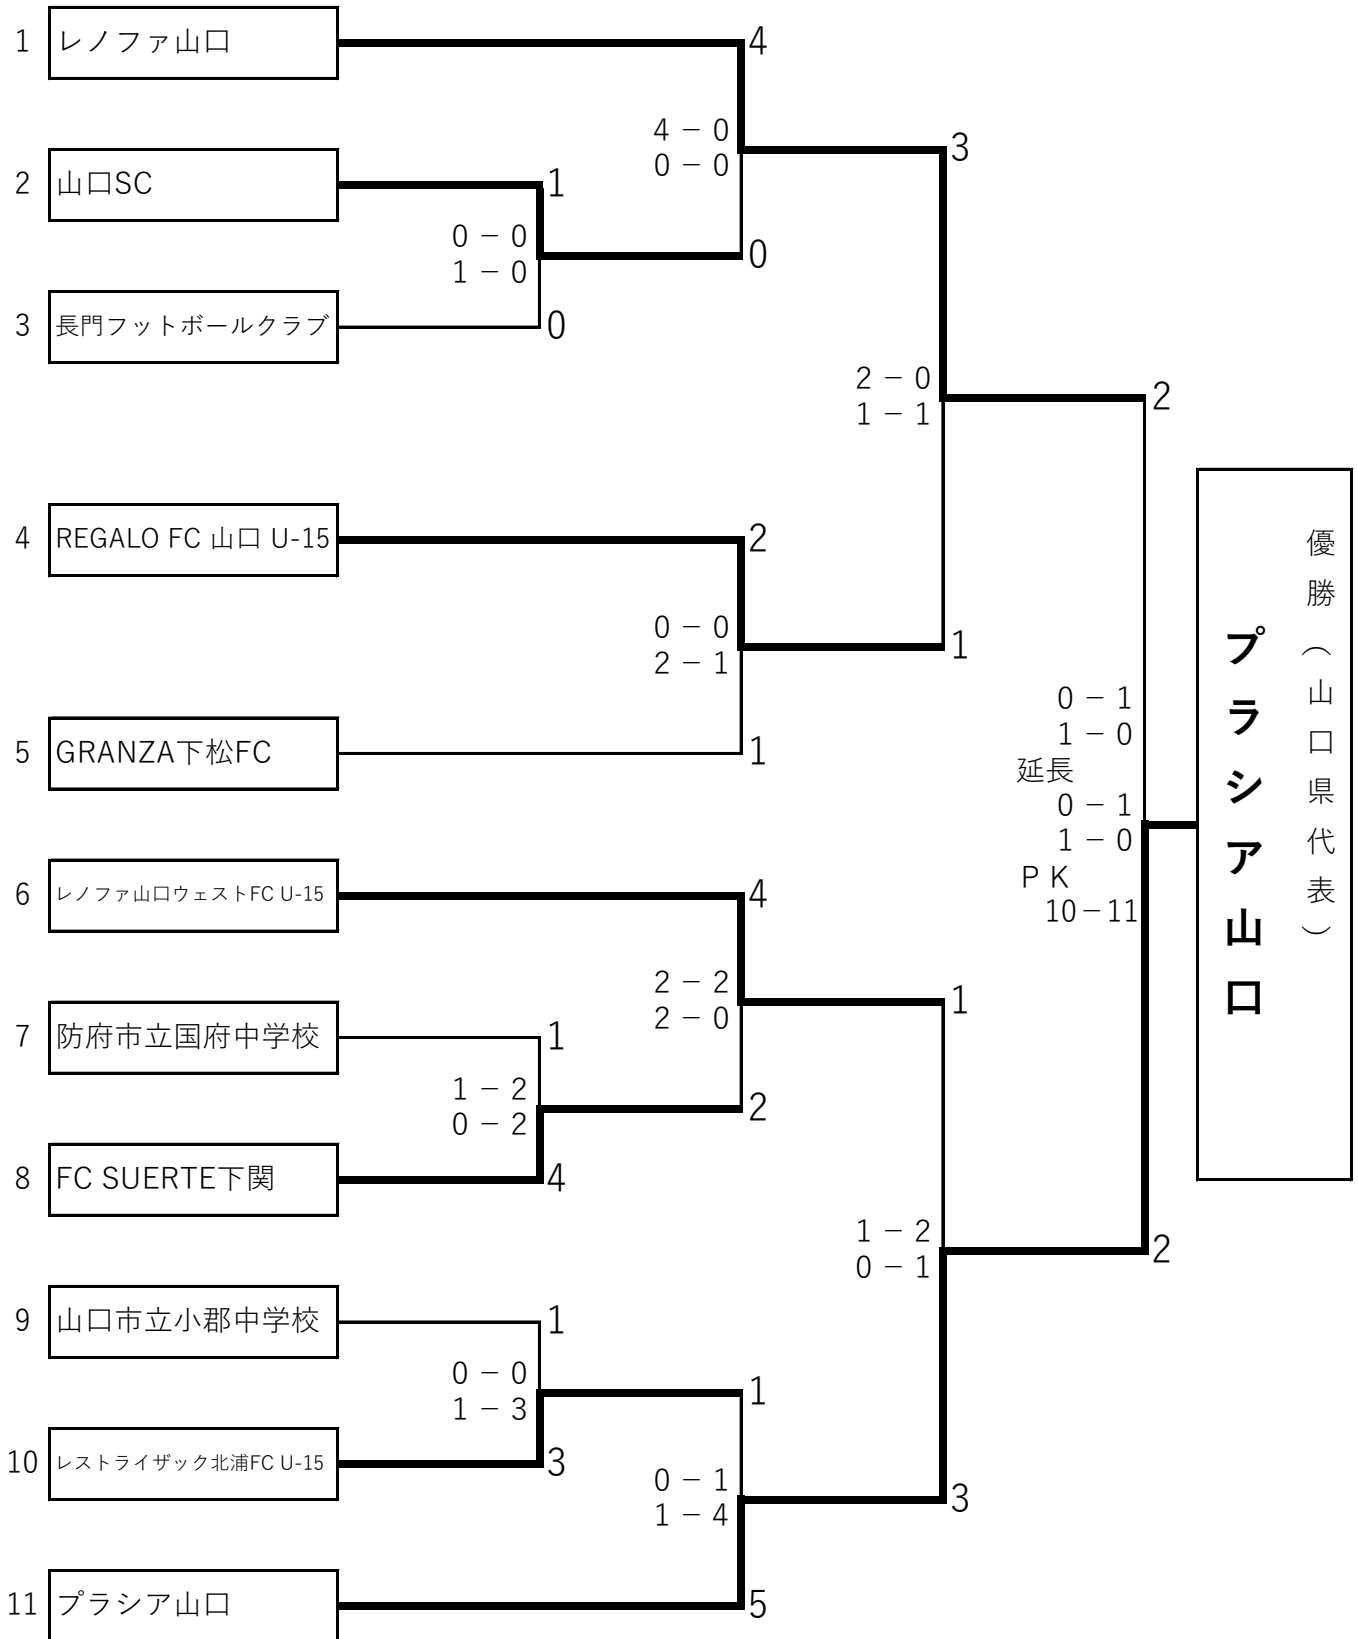 1 レノファ山口
4
4 − 0
0 − 0
3
2 山口SC
1
0 − 0
1 − 0
0
3 長門フットボールクラブ
0
2 − 0
1 − 1
2
4 REGALO FC 山口 U-15
2
0 − 0
2 − 1
1
5 GRANZA下松FC
1
0 − 1
1 − 0
延長
0 − 1
1 − 0
ＰＫ
10−11
優勝（山口県代表）
プラシア山口
6 レノファ山口ウェストFC U-15
4
2 − 2
2 − 0
1
7 防府市立国府中学校
1
1 − 2
0 − 2
2
8 FC SUERTE下関
4
1 − 2
0 − 1
2
9 山口市立小郡中学校
1
0 − 0
1 − 3
1
10 レストライザック北浦FC U-15
3
0 − 1
1 − 4
3
11 プラシア山口
5